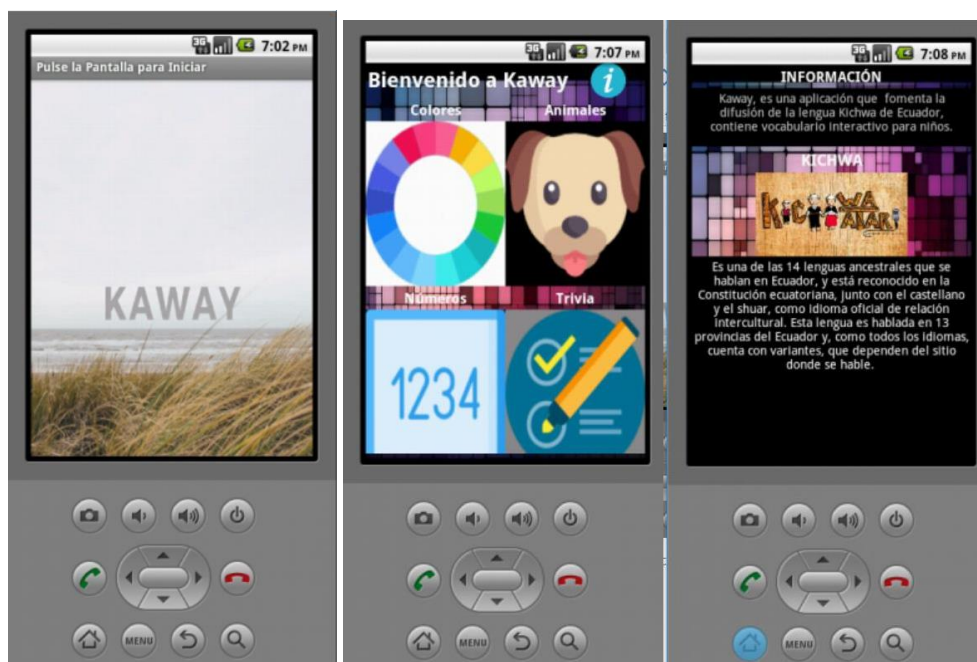 3G 7:02 PM
Pulse la Pantalla para Iniciar
KAWAY
MENU
3G 7:07 PM
Bienvenido a Kaway i
Colores Animales
Números Trivia
1234
MENU
3G 7:08 PM
INFORMACIÓN
Kaway, es una aplicación que fomenta la
difusión de la lengua Kichwa de Ecuador,
contiene vocabulario interactivo para niños.
KICHWA
Es una de las 14 lenguas ancestrales que se
hablan en Ecuador, y está reconocido en la
Constitución ecuatoriana, junto con el castellano
y el shuar, como idioma oficial de relación
intercultural. Esta lengua es hablada en 13
provincias del Ecuador y, como todos los idiomas,
cuenta con variantes, que dependen del sitio
donde se hable.
MENU